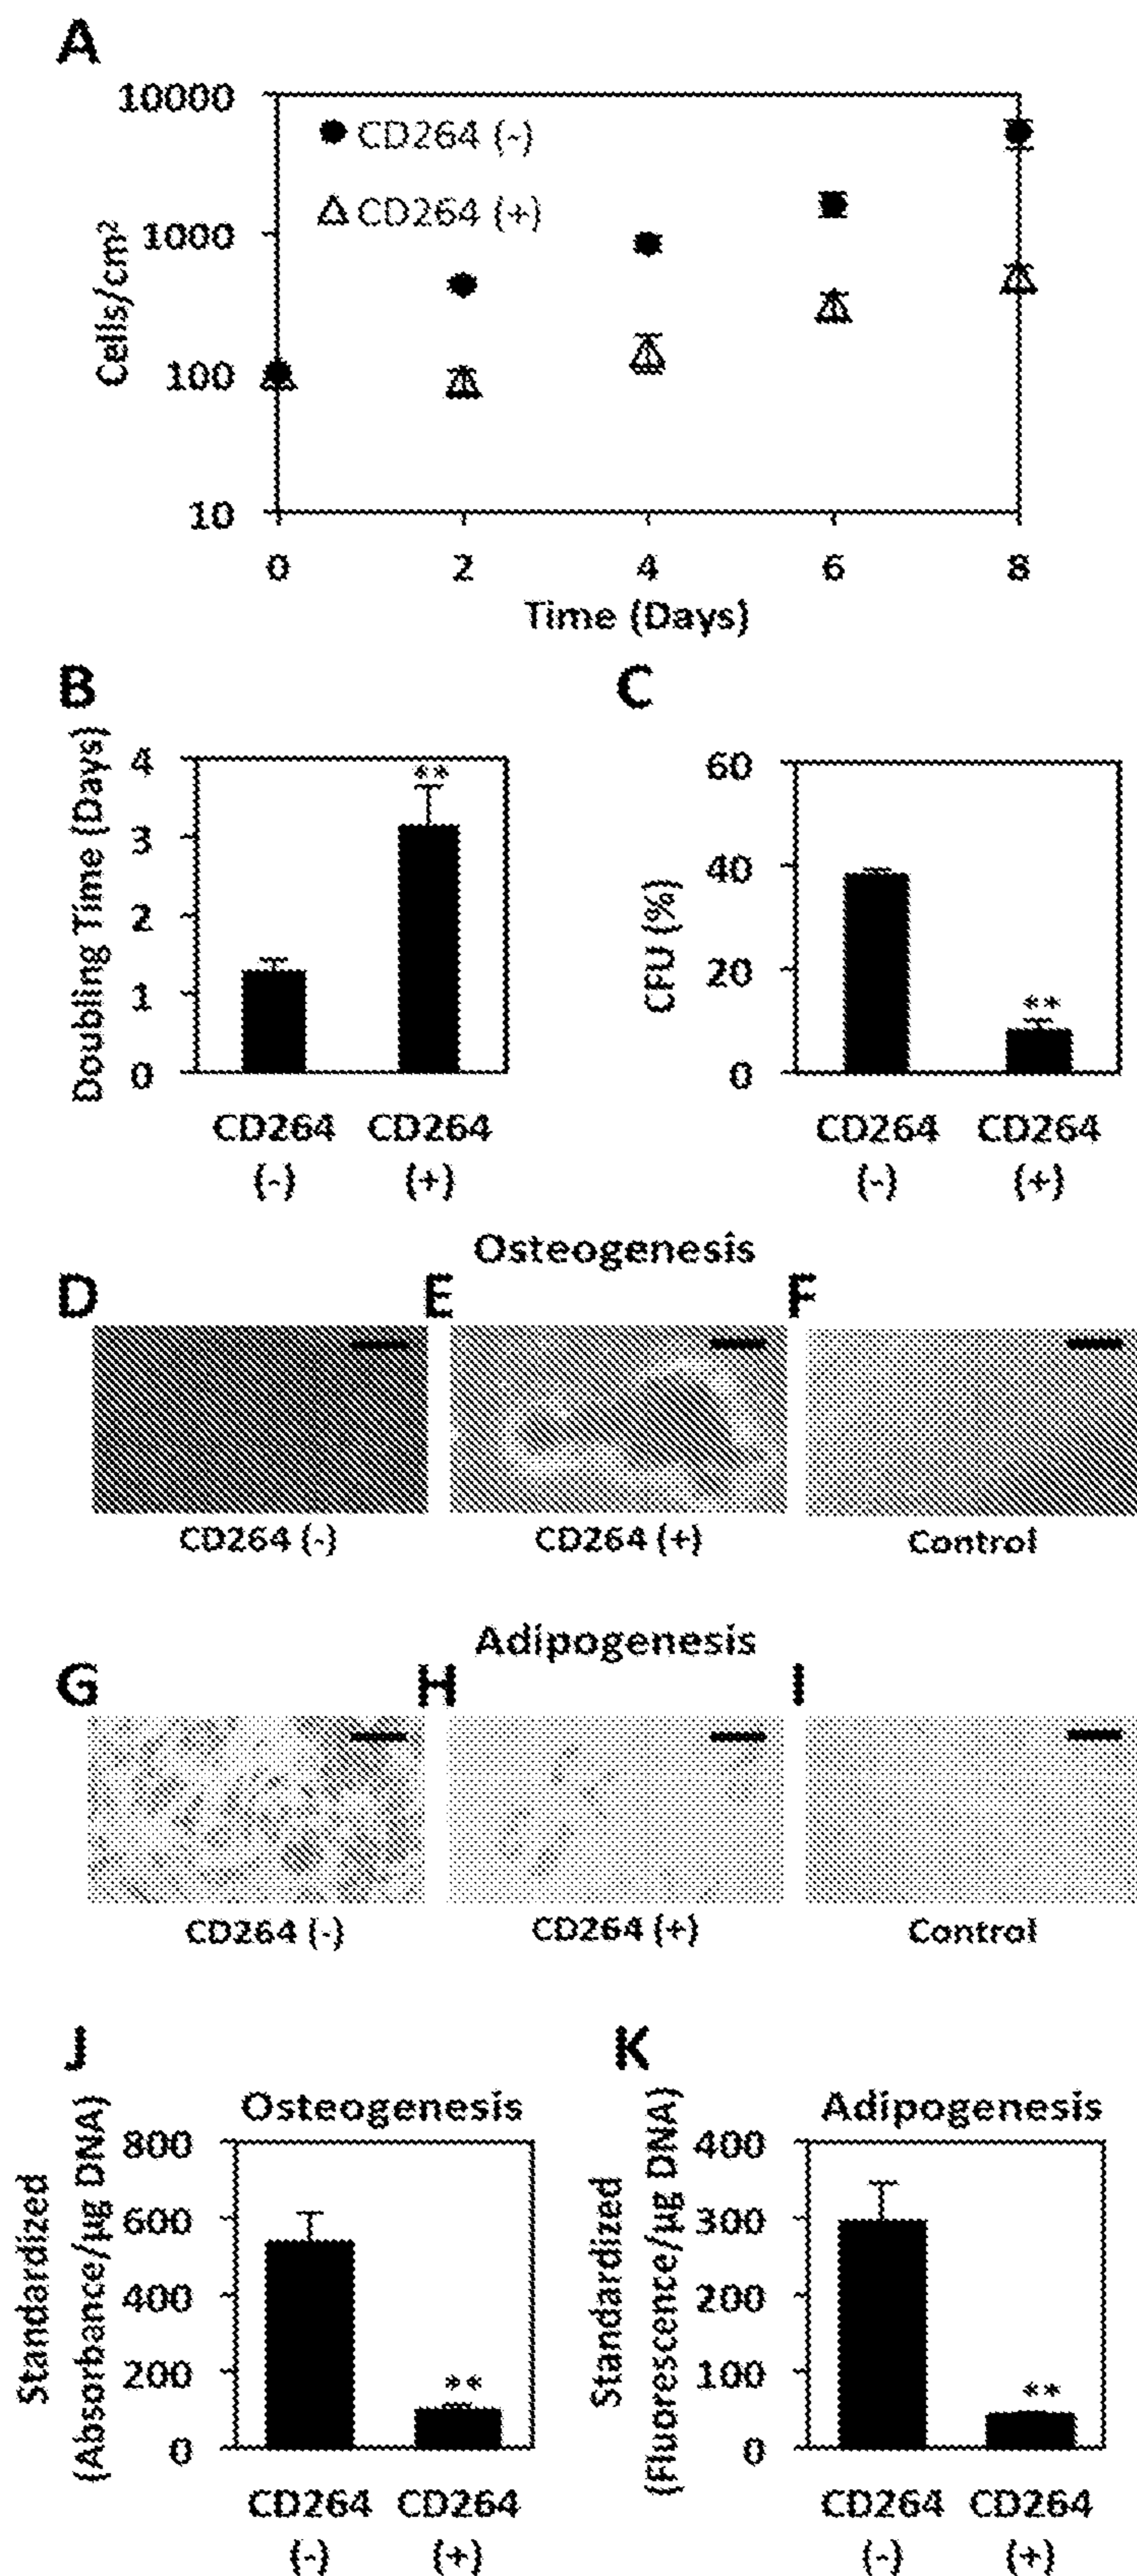 A
10000
1000
100
10
Cells/cm²
CD264 (-)
CD264 (+)
0 2 4 6 8
Time (Days)
B
Doubling Time (Days)
4
3
2
1
0
**
CD264 CD264
(-) (+)
C
CFU (%)
60
40
20
0
**
CD264 CD264
(-) (+)
Osteogenesis
D E F
CD264 (-) CD264 (+) Control
Adipogenesis
G H I
CD264 (-) CD264 (+) Control
J
Osteogenesis
Standardized
(Absorbance/µg DNA)
800
600
400
200
0
**
CD264 CD264
(-) (+)
K
Adipogenesis
Standardized
(Fluorescence/µg DNA)
400
300
200
100
0
**
CD264 CD264
(-) (+)